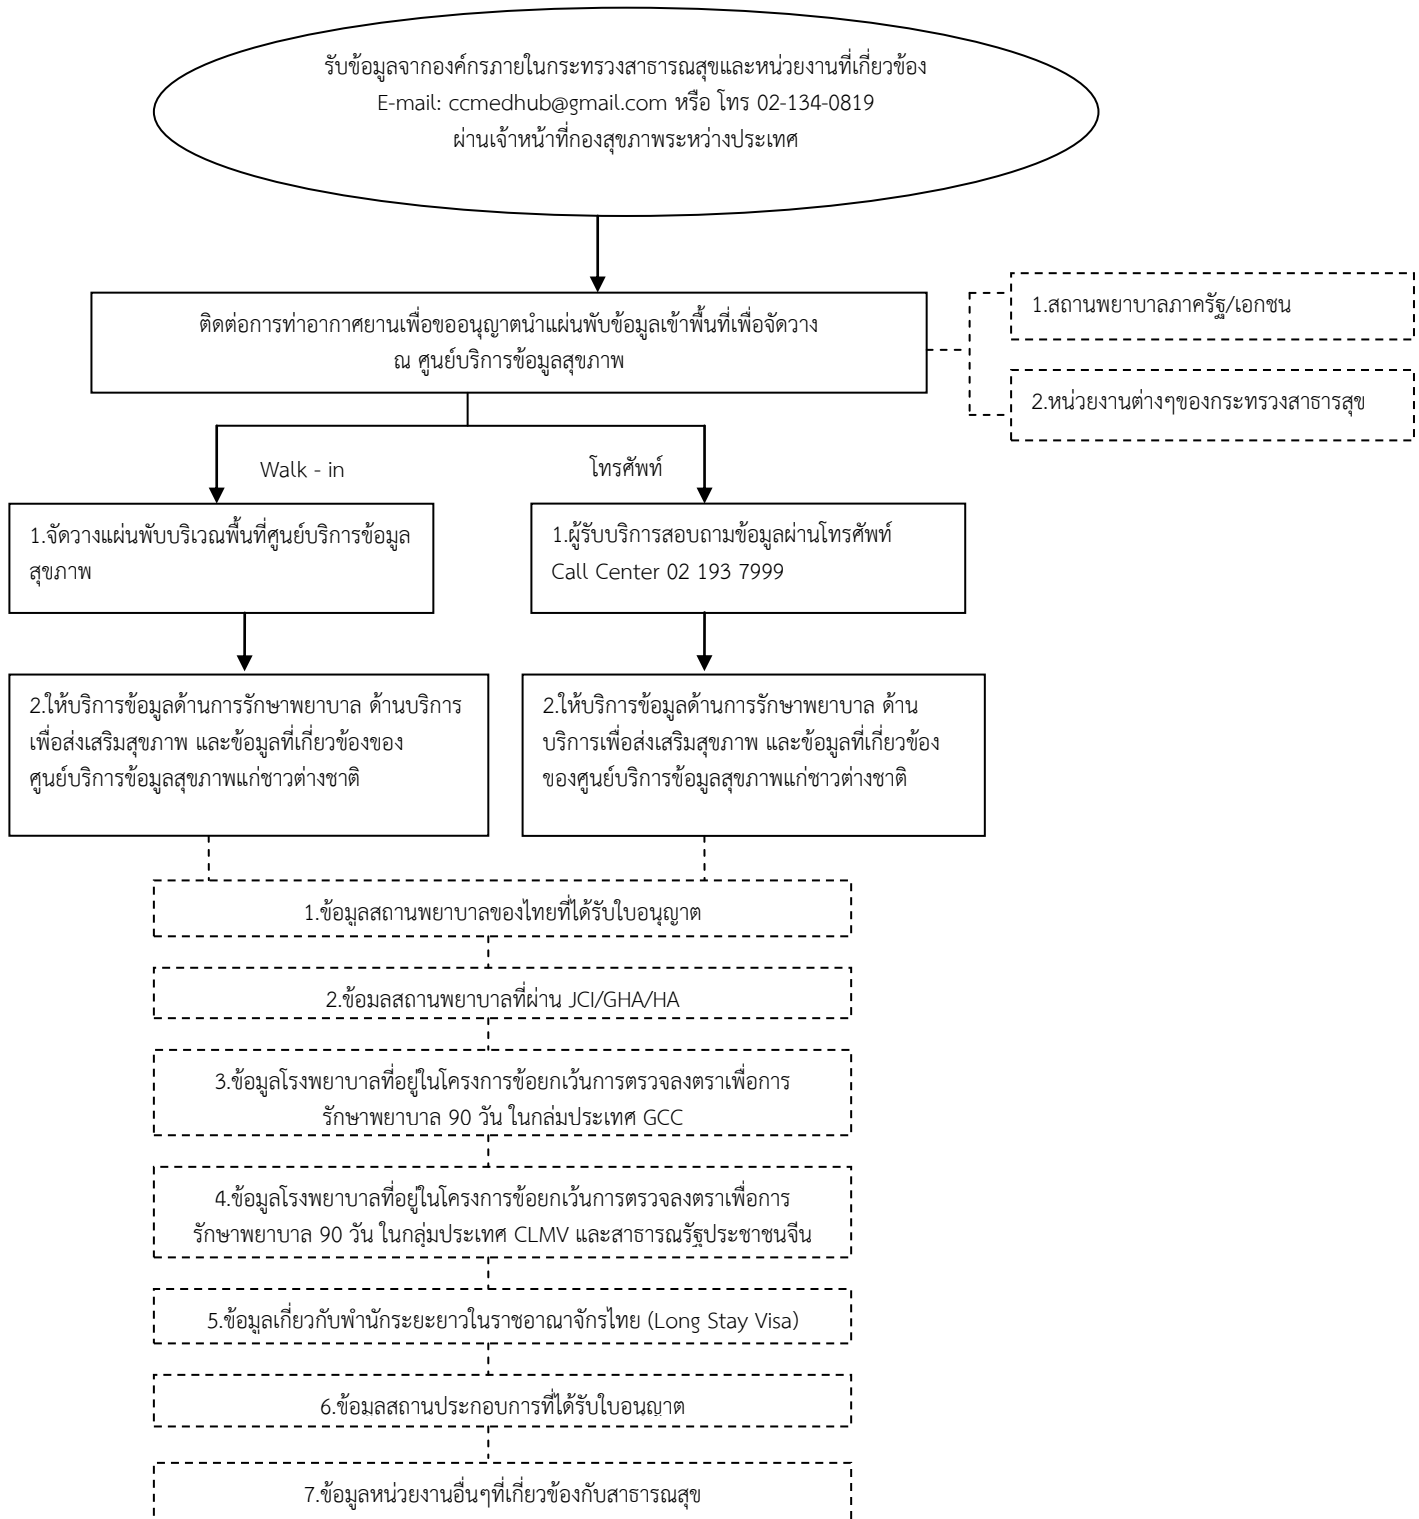 รับข้อมูลจากองค์กรภายในกระทรวงสาธารณสุขและหน่วยงานที่เกี่ยวข้อง
E-mail: ccmedhub@gmail.com หรือ โทร 02-134-0819
ผ่านเจ้าหน้าที่กองสุขภาพระหว่างประเทศ
ติดต่อการท่าอากาศยานเพื่อขออนุญาตนำแผ่นพับข้อมูลเข้าพื้นที่เพื่อจัดวาง
ณ ศูนย์บริการข้อมูลสุขภาพ
1.สถานพยาบาลภาครัฐ/เอกชน
2.หน่วยงานต่างๆของกระทรวงสาธารสุข
Walk - in
โทรศัพท์
1.จัดวางแผ่นพับบริเวณพื้นที่ศูนย์บริการข้อมูล
สุขภาพ
1.ผู้รับบริการสอบถามข้อมูลผ่านโทรศัพท์
Call Center 02 193 7999
2.ให้บริการข้อมูลด้านการรักษาพยาบาล ด้านบริการ
เพื่อส่งเสริมสุขภาพ และข้อมูลที่เกี่ยวข้องของ
ศูนย์บริการข้อมูลสุขภาพแก่ชาวต่างชาติ
2.ให้บริการข้อมูลด้านการรักษาพยาบาล ด้าน
บริการเพื่อส่งเสริมสุขภาพ และข้อมูลที่เกี่ยวข้อง
ของศูนย์บริการข้อมูลสุขภาพแก่ชาวต่างชาติ
1.ข้อมูลสถานพยาบาลของไทยที่ได้รับใบอนุญาต
2.ข้อมูลสถานพยาบาลที่ผ่าน JCI/GHA/HA
3.ข้อมูลโรงพยาบาลที่อยู่ในโครงการข้อยกเว้นการตรวจลงตราเพื่อการ
รักษาพยาบาล 90 วัน ในกลุ่มประเทศ GCC
4.ข้อมูลโรงพยาบาลที่อยู่ในโครงการข้อยกเว้นการตรวจลงตราเพื่อการ
รักษาพยาบาล 90 วัน ในกลุ่มประเทศ CLMV และสาธารณรัฐประชาชนจีน
5.ข้อมูลเกี่ยวกับพำนักระยะยาวในราชอาณาจักรไทย (Long Stay Visa)
6.ข้อมูลสถานประกอบการที่ได้รับใบอนุญาต
7.ข้อมูลหน่วยงานอื่นๆที่เกี่ยวข้องกับสาธารณสุข